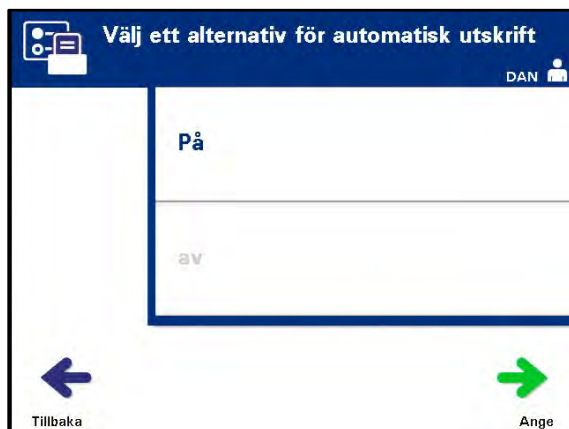 Välj ett alternativ för automatisk utskrift
DAN
På
av
Tillbaka
Ange